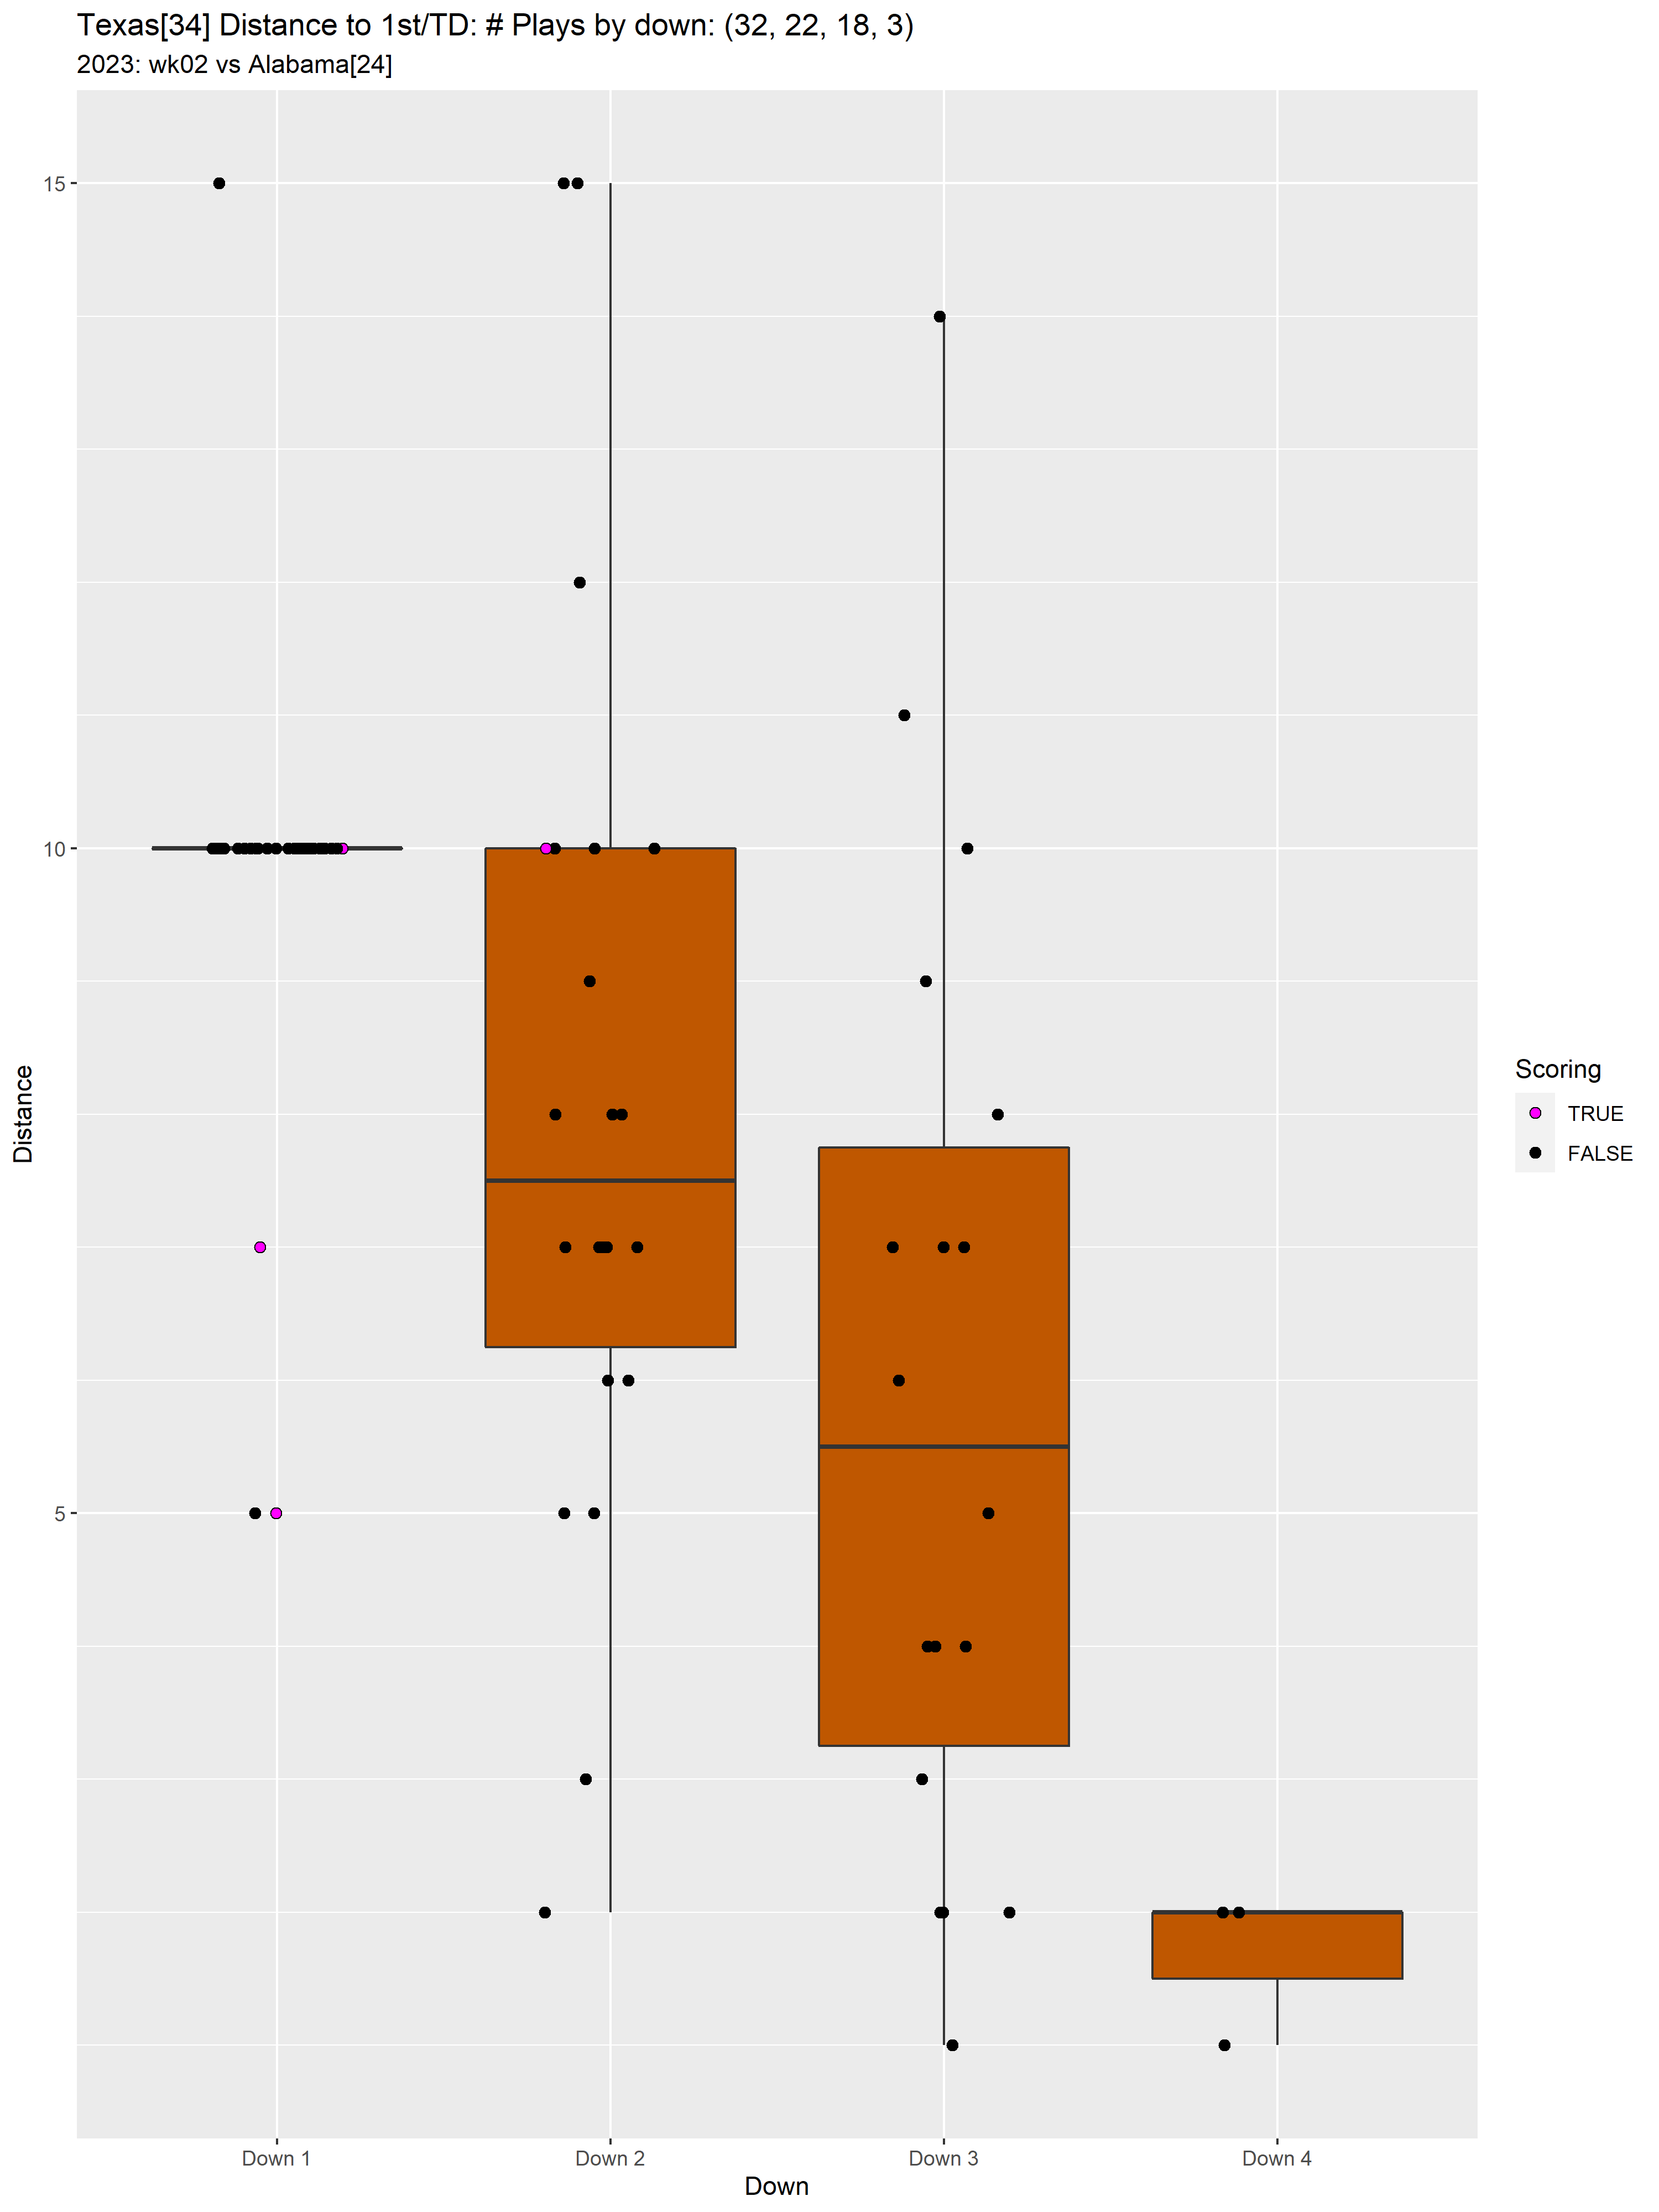 Texas[34] Distance to 1st/TD: # Plays by down: (32, 22, 18, 3)
2023: wk02 vs Alabama[24]
15
10
5
Distance
Down 1
Down 2
Down 3
Down 4
Down
Scoring
TRUE
FALSE